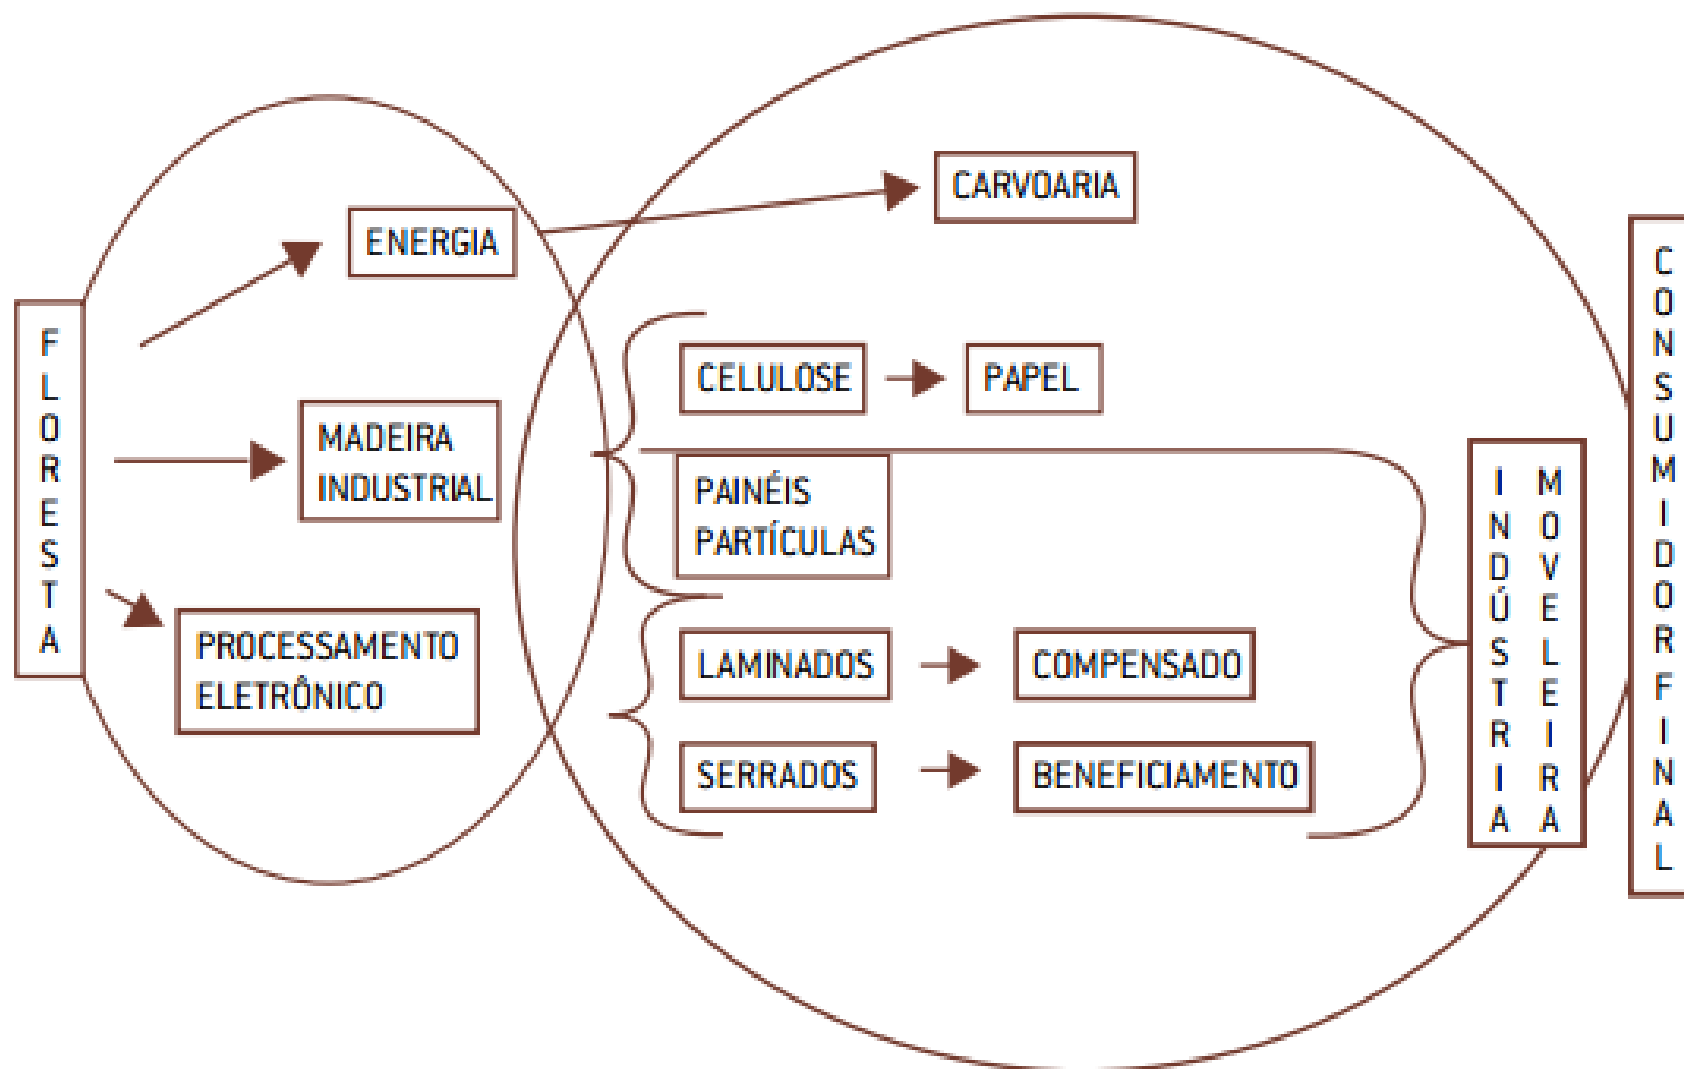 FLORESTA
ENERGIA
MADEIRA
INDUSTRIAL
PROCESSAMENTO
ELETRÔNICO
CARVOARIA
CELULOSE
PAPEL
PAINÉIS
PARTÍCULAS
LAMINADOS
COMPENSADO
SERRADOS
BENEFICIAMENTO
INDÚSTRIA
MOVELEIRA
CONSUMIDOR FINAL